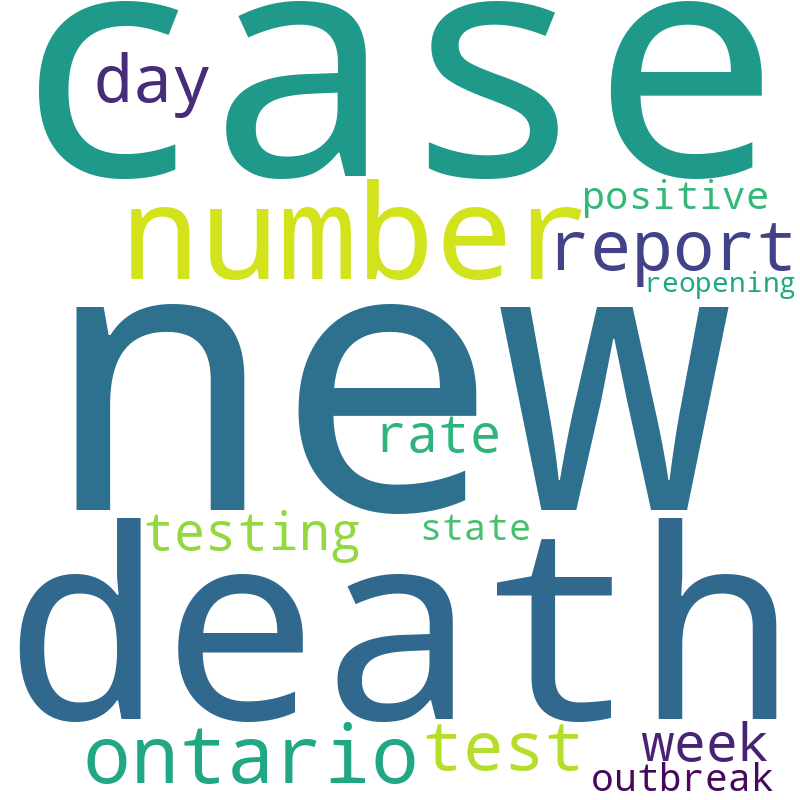 case
day
positive
number
report
reopening
new
rate
testing
state
death
ontario
test
week
outbreak